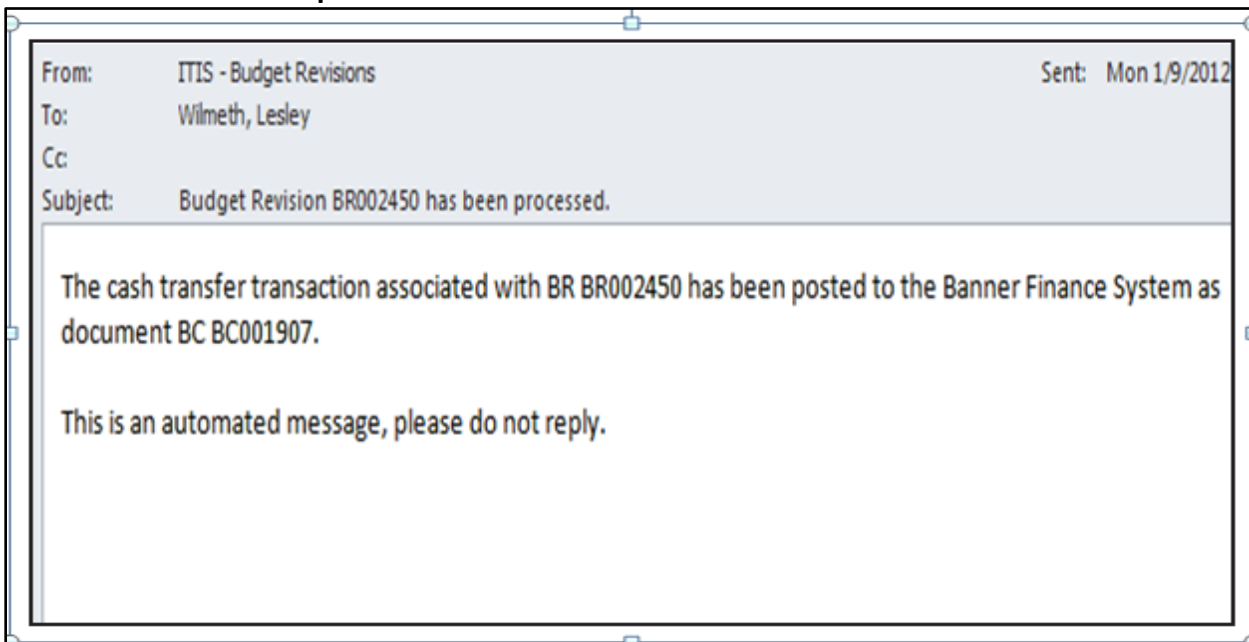 From: ITIS - Budget Revisions Sent: Mon 1/9/2012
To: Wilmeth, Lesley
Cc:
Subject: Budget Revision BR002450 has been processed.
The cash transfer transaction associated with BR BR002450 has been posted to the Banner Finance System as
document BC BC001907.
This is an automated message, please do not reply.